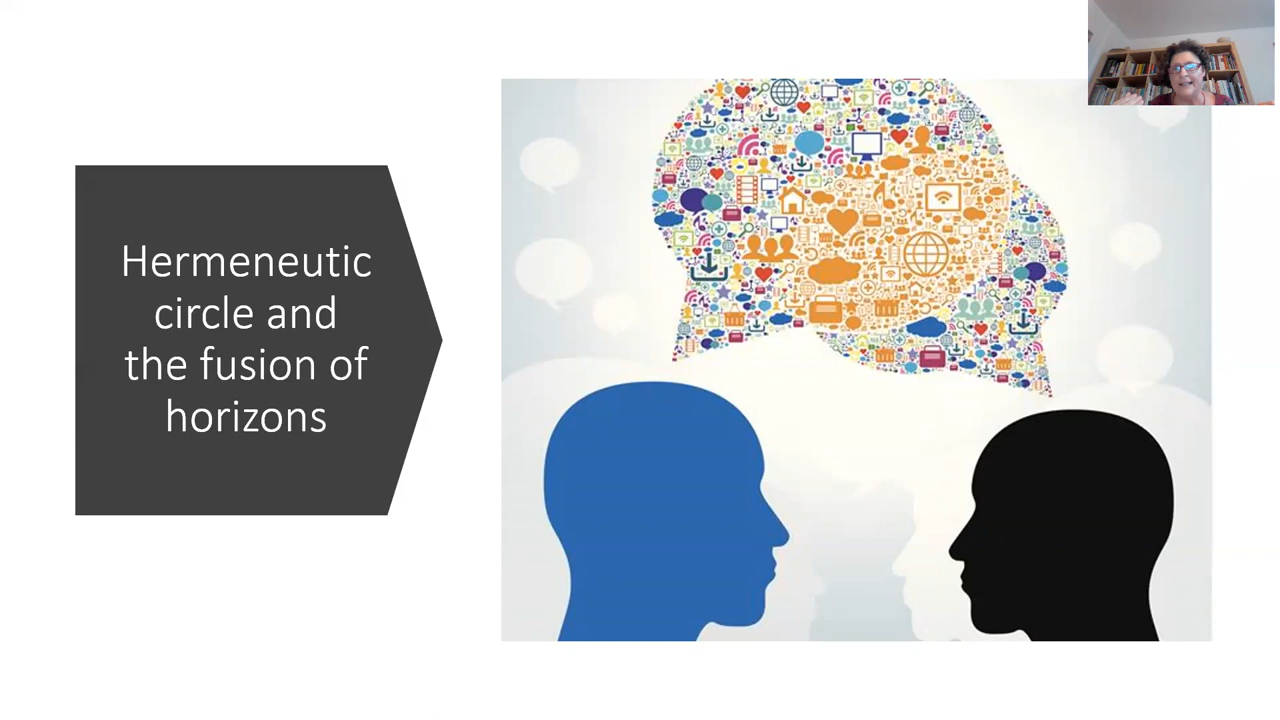 Hermeneutic
circle and
the fusion of
horizons